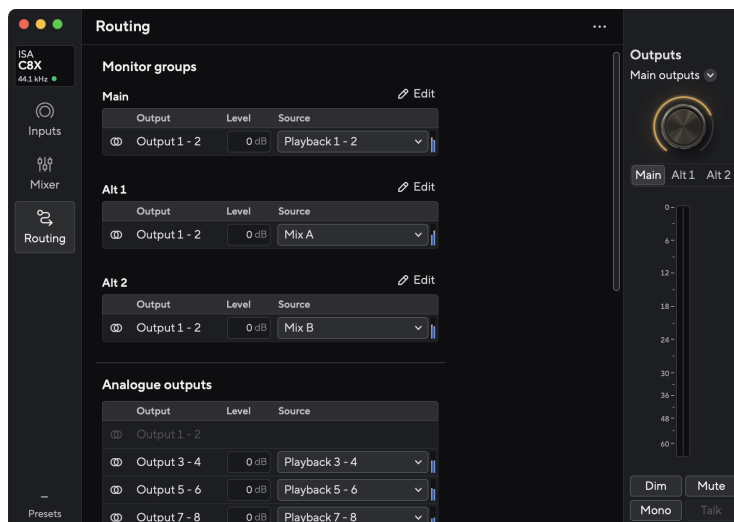 Routing
...
ISA
C8X
44.1 kHz
Inputs
Mixer
Routing
Presets
Monitor groups
Main
Edit
Output Level Source
Output 1 - 2 0 dB Playback 1 - 2
Alt 1
Edit
Output Level Source
Output 1 - 2 0 dB Mix A
Alt 2
Edit
Output Level Source
Output 1 - 2 0 dB Mix B
Analogue outputs
Output Level Source
Output 1 - 2
Output 3 - 4 0 dB Playback 3 - 4
Output 5 - 6 0 dB Playback 5 - 6
Output 7 - 8 0 dB Playback 7 - 8
Outputs
Main outputs
Main Alt 1 Alt 2
0
6
12
18
24
30
36
48
60
Dim Mute
Mono Talk